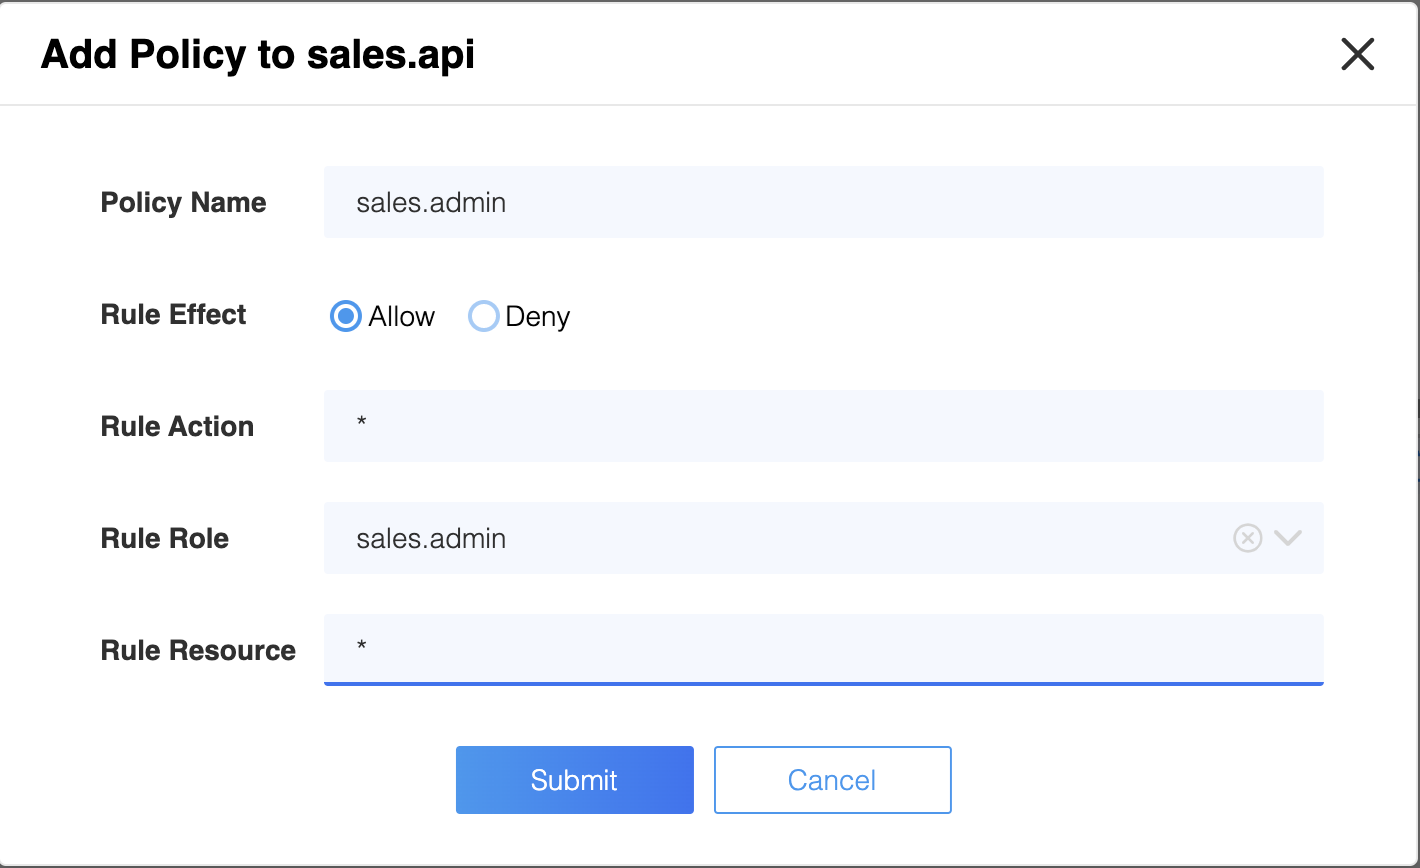 Add Policy to sales.api
Policy Name sales.admin
Rule Effect Allow Deny
Rule Action *
Rule Role sales.admin
Rule Resource *
Submit Cancel